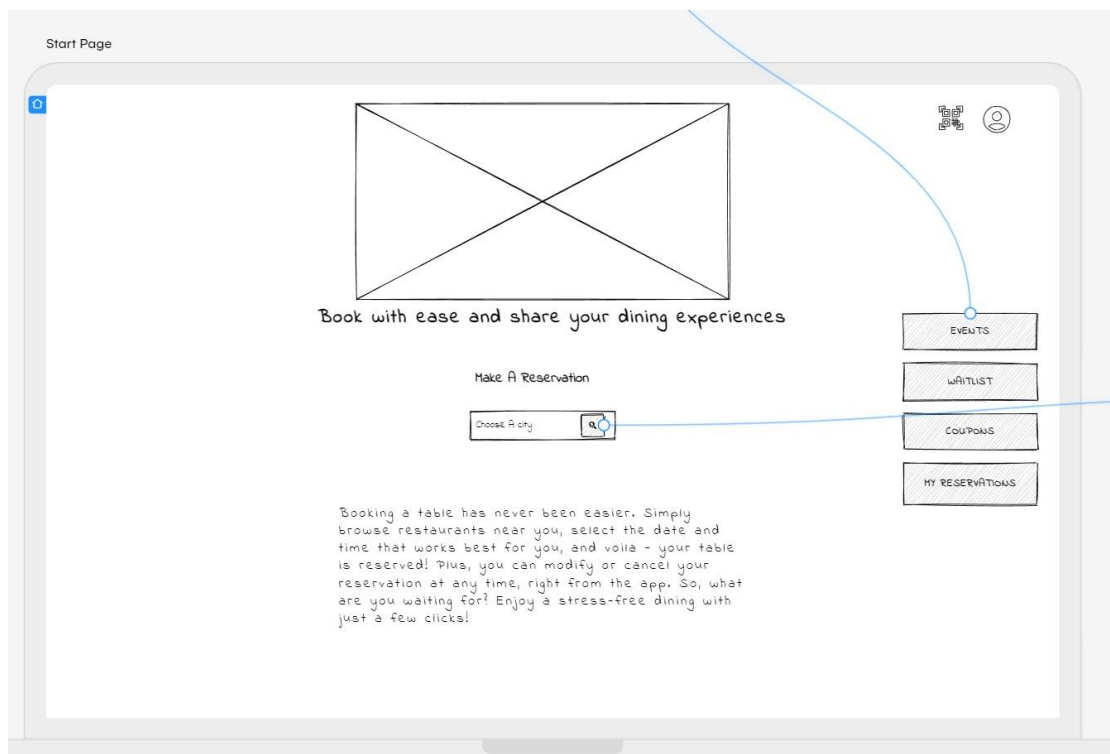 Start Page
Book with ease and share your dining experiences
EVENTS
Make A Reservation
WAITLIST
Choose A city
COUPONS
MY RESERVATIONS
Booking a table has never been easier. Simply
browse restaurants near you, select the date and
time that works best for you, and voila - your table
is reserved! Plus, you can modify or cancel your
reservation at any time, right from the app. So, what
are you waiting for? Enjoy a stress-free dining with
just a few clicks!